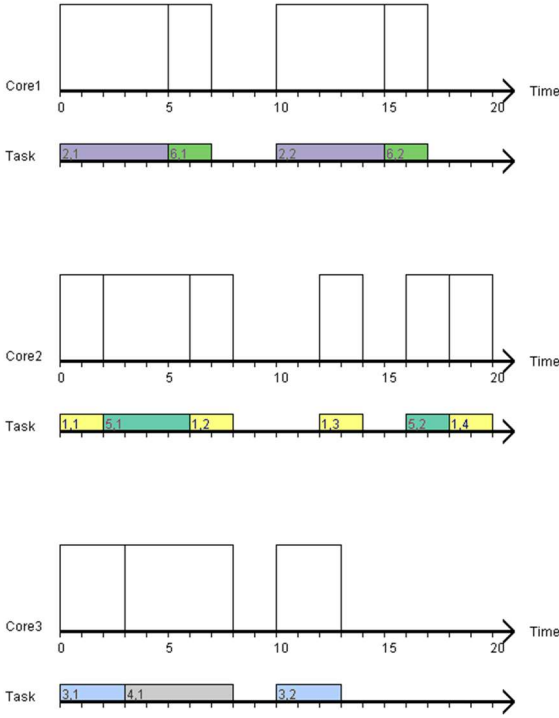 Core1
Time
0 5 10 15 20
Task
2,1 6,1 2,2 6,2
Core2
Time
0 5 10 15 20
Task
1,1 5,1 1,2 1,3 5,2 1,4
Core3
Time
0 5 10 15 20
Task
3,1 4,1 3,2